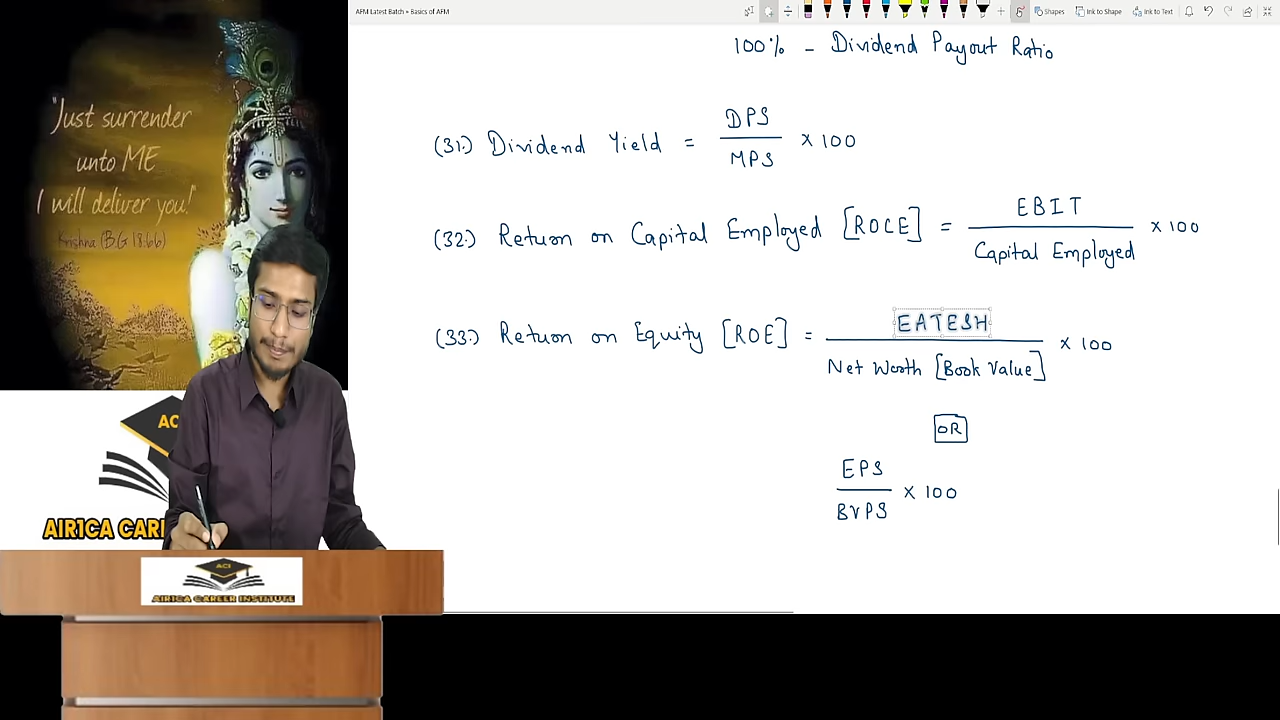 AFM Latest Batch » Basics of AFM
Shapes
Ink to Shape
Ink to Text
"Just surrender
unto ME
I will deliver you!"
Krishna (B.G 18:66)
100% - Dividend Payout Ratio
(31.) Dividend Yield = DPS / MPS × 100
(32.) Return on Capital Employed [ROCE] = EBIT / Capital Employed × 100
(33.) Return on Equity [ROE] = EATESH / Net Worth [Book Value] × 100
OR
EPS / BVPS × 100
AC
AIR1CA CARE
ACI
AIR1CA CAREER INSTITUTE